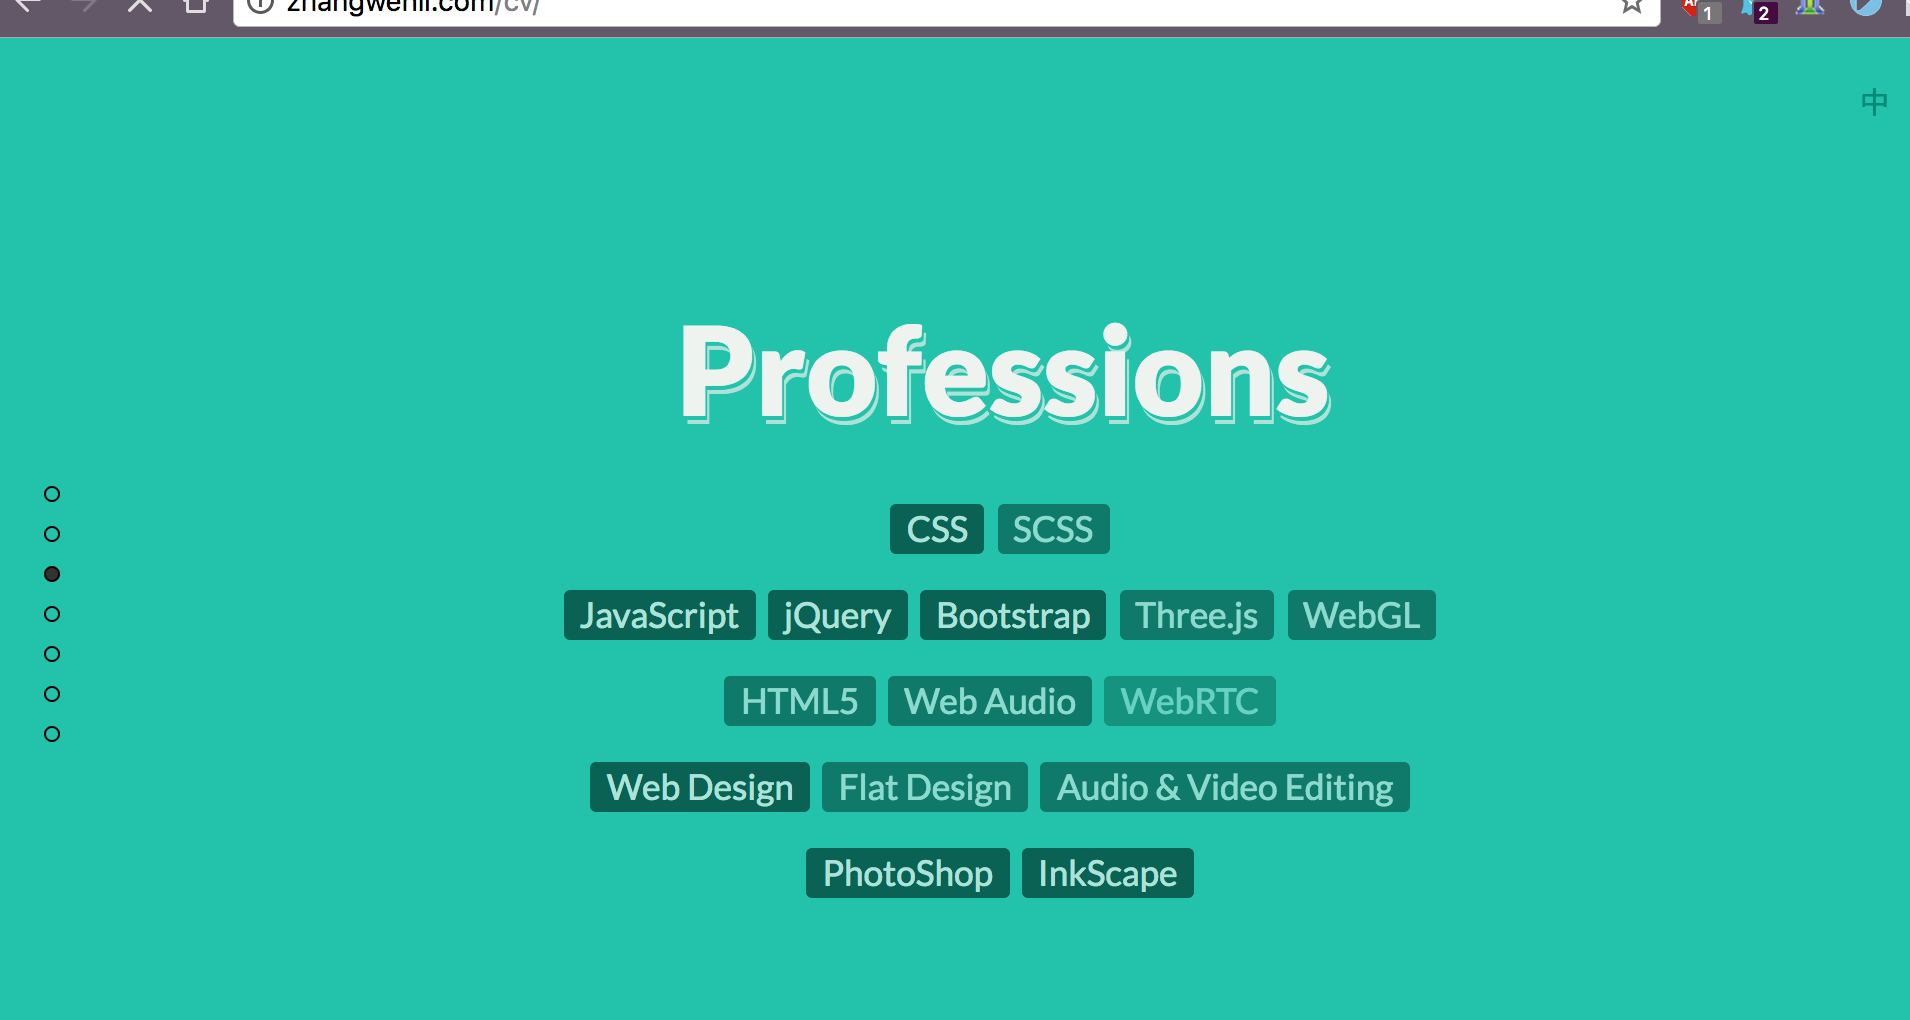 zhangwenli.com/cv/
1 2
中
Professions
CSS SCSS
JavaScript jQuery Bootstrap Three.js WebGL
HTML5 Web Audio WebRTC
Web Design Flat Design Audio & Video Editing
PhotoShop InkScape